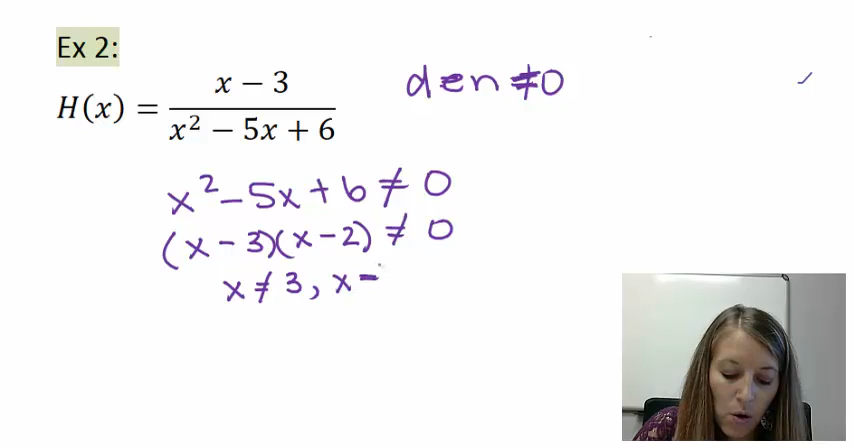 Ex 2:
H(x) = (x − 3)/(x² − 5x + 6)
den ≠ 0
x² − 5x + 6 ≠ 0
(x − 3)(x − 2) ≠ 0
x ≠ 3, x =